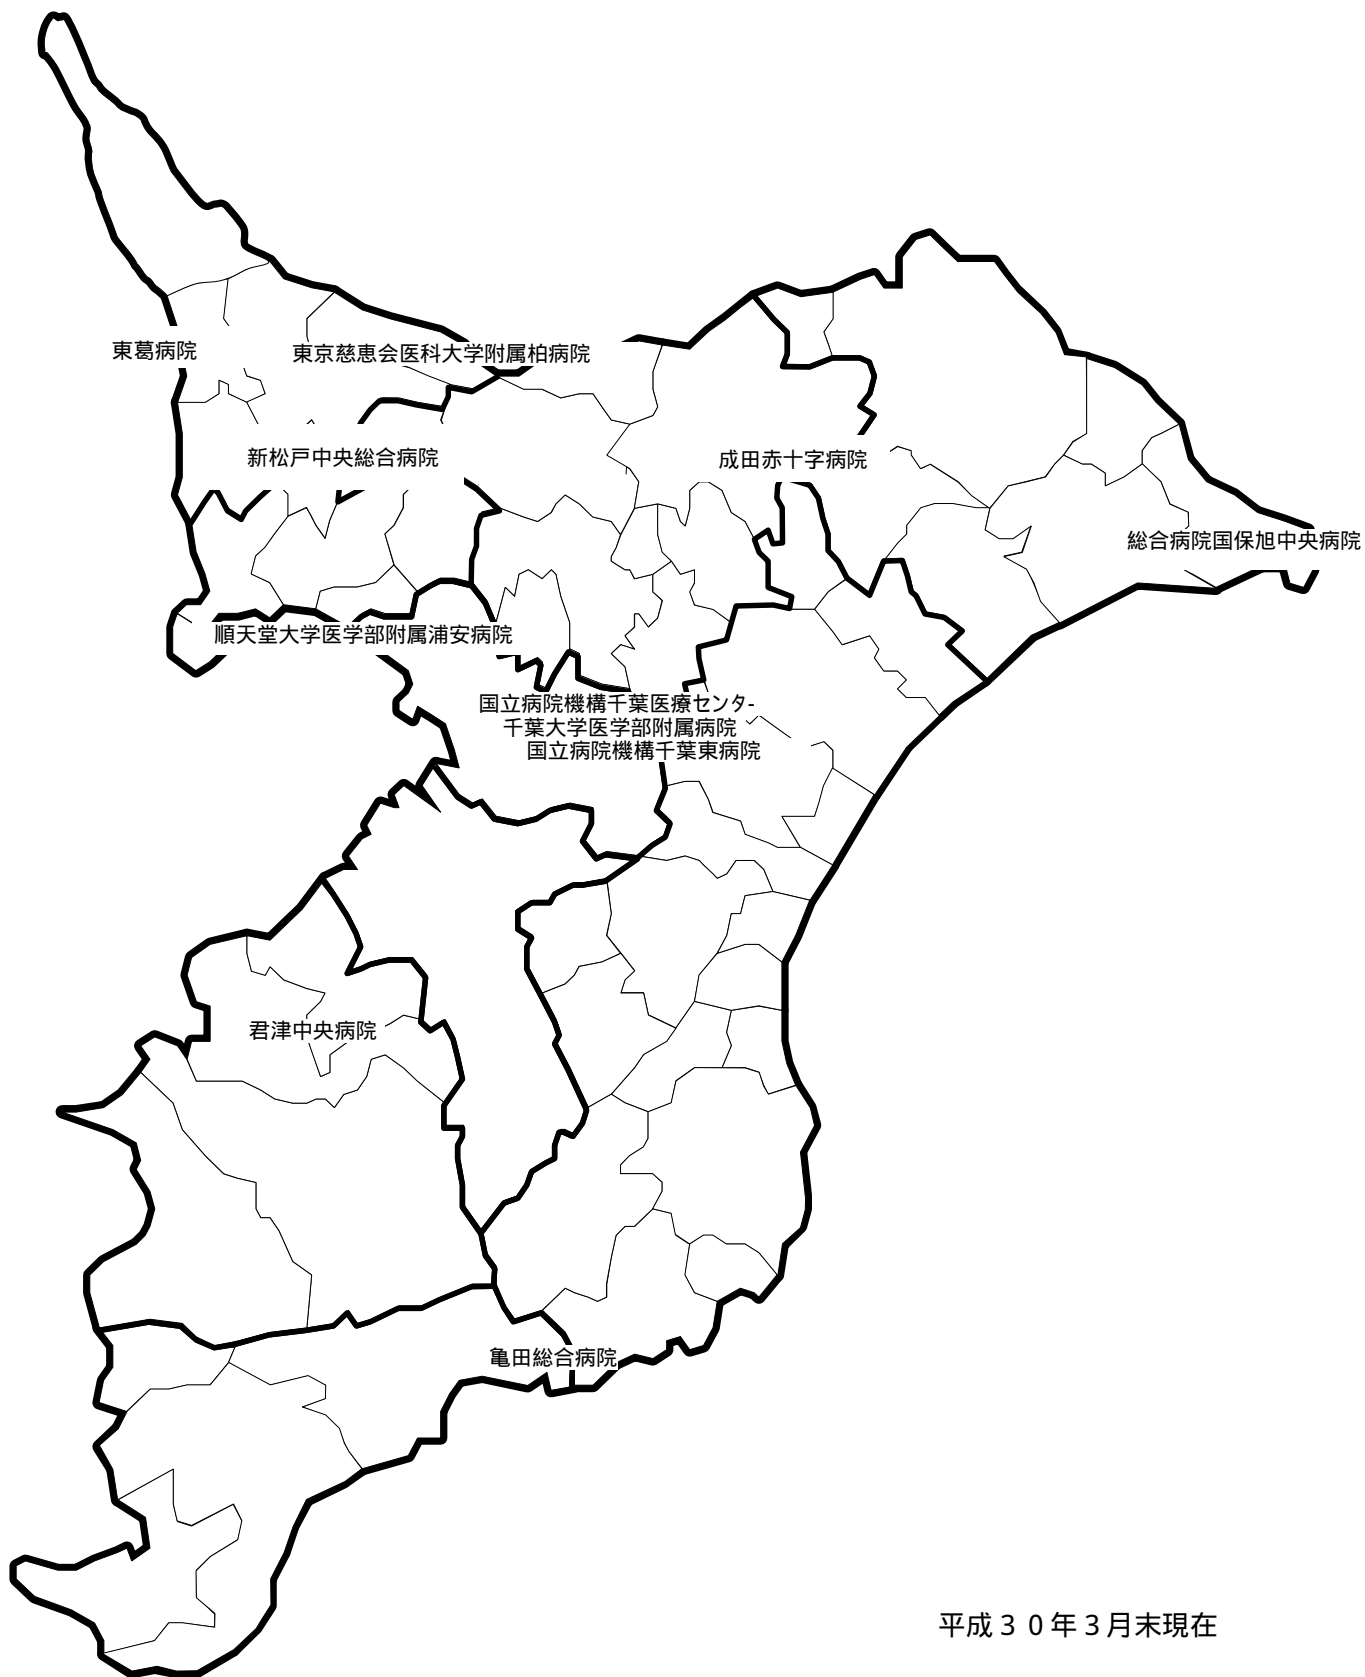 東葛病院
東京慈恵会医科大学附属柏病院
新松戸中央総合病院
成田赤十字病院
総合病院国保旭中央病院
順天堂大学医学部附属浦安病院
国立病院機構千葉医療センタ-
千葉大学医学部附属病院
国立病院機構千葉東病院
君津中央病院
亀田総合病院
平成３０年３月末現在